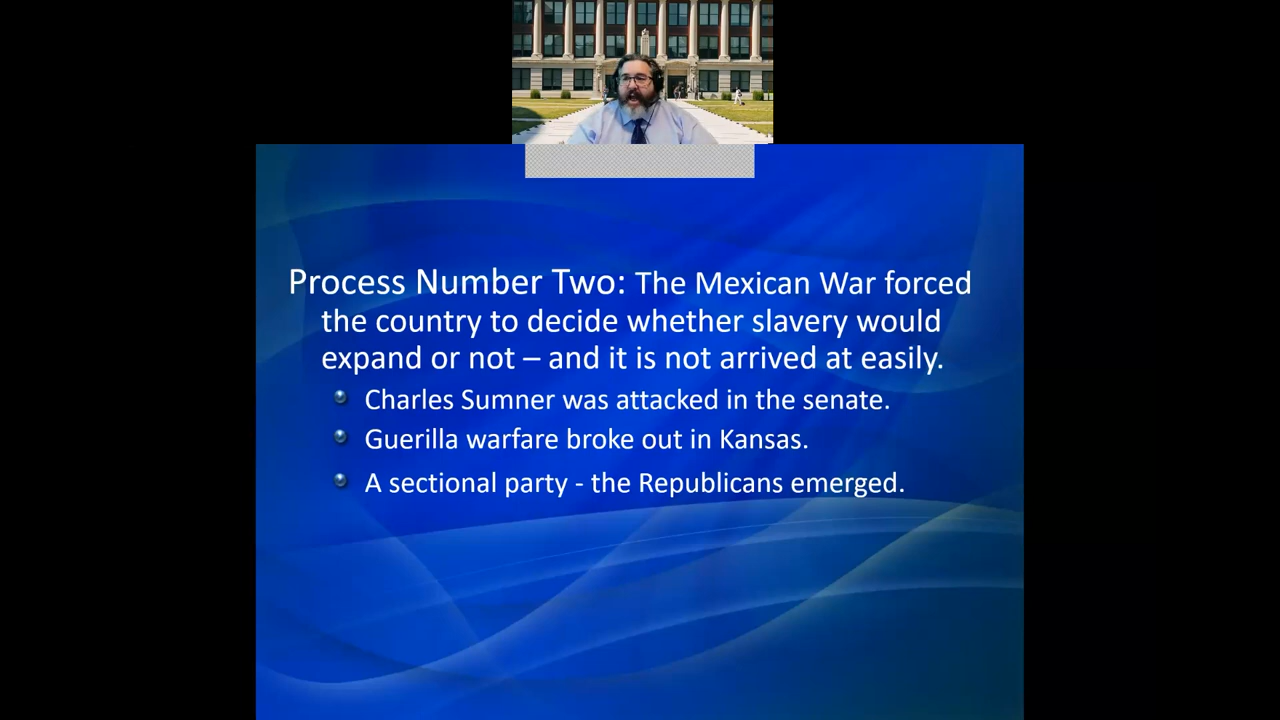 Process Number Two: The Mexican War forced
the country to decide whether slavery would
expand or not – and it is not arrived at easily.
Charles Sumner was attacked in the senate.
Guerilla warfare broke out in Kansas.
A sectional party - the Republicans emerged.